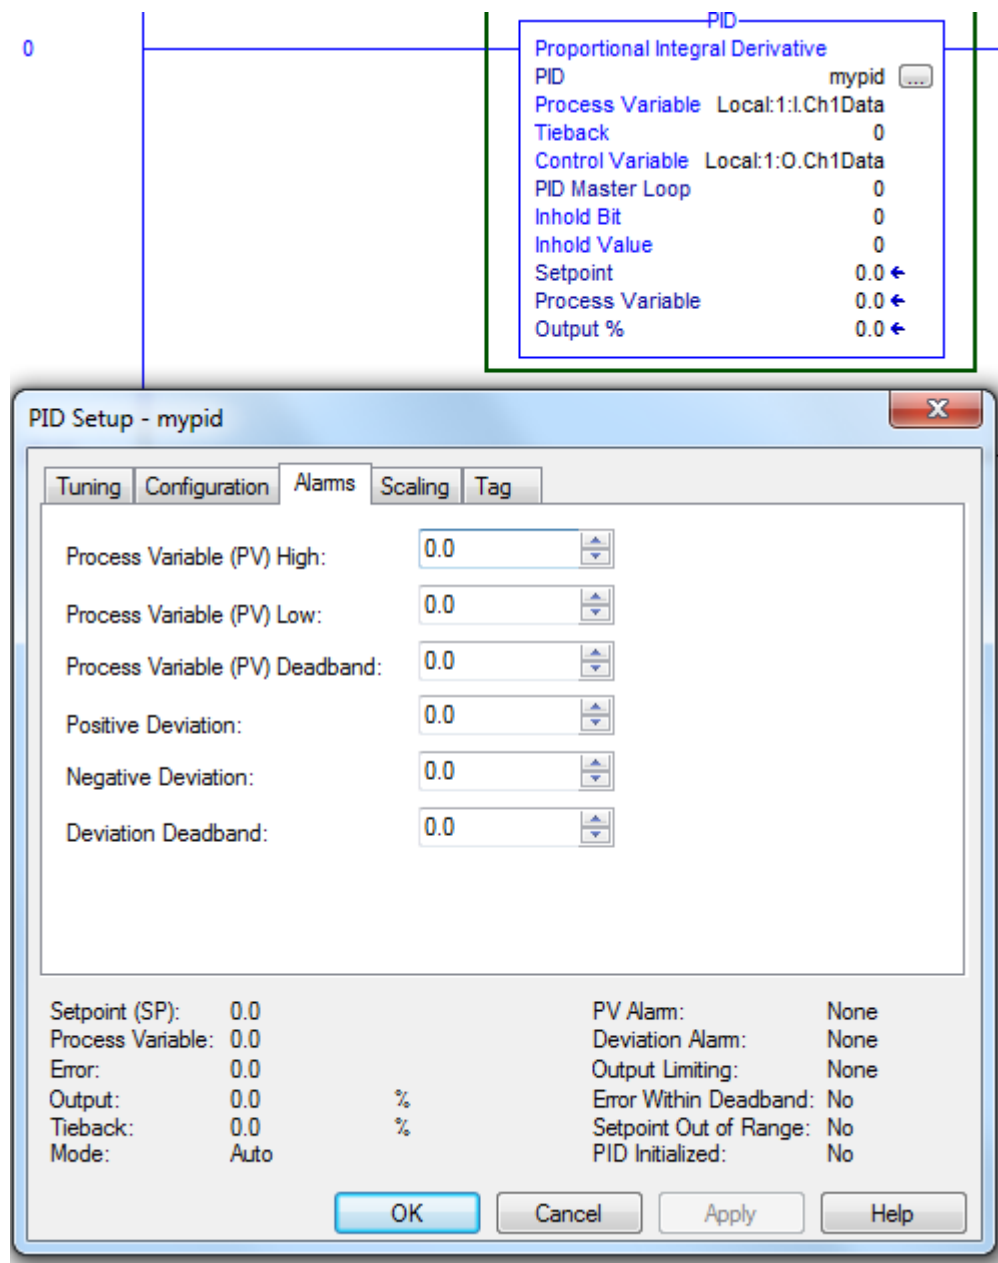 PID
0
Proportional Integral Derivative
PID mypid ...
Process Variable Local:1:I.Ch1Data
Tieback 0
Control Variable Local:1:O.Ch1Data
PID Master Loop 0
Inhold Bit 0
Inhold Value 0
Setpoint 0.0
Process Variable 0.0
Output % 0.0
PID Setup - mypid
Tuning Configuration Alarms Scaling Tag
Process Variable (PV) High: 0.0
Process Variable (PV) Low: 0.0
Process Variable (PV) Deadband: 0.0
Positive Deviation: 0.0
Negative Deviation: 0.0
Deviation Deadband: 0.0
Setpoint (SP): 0.0 PV Alarm: None
Process Variable: 0.0 Deviation Alarm: None
Error: 0.0 Output Limiting: None
Output: 0.0 % Error Within Deadband: No
Tieback: 0.0 % Setpoint Out of Range: No
Mode: Auto PID Initialized: No
OK Cancel Apply Help